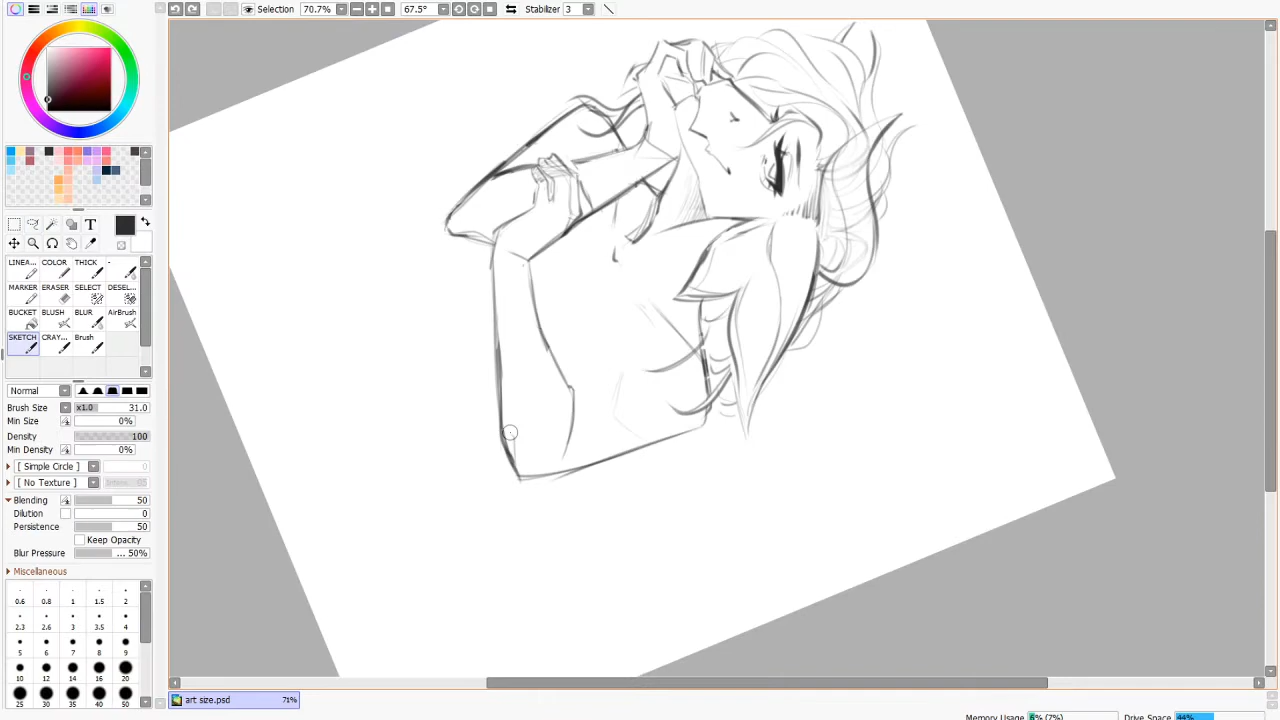 Selection 70.7% 67.5° Stabilizer 3
T
LINEA... COLOR THICK -
MARKER ERASER SELECT DESEL...
BUCKET BLUSH BLUR AirBrush
SKETCH CRAY... Brush
Normal
Brush Size x1.0 31.0
Min Size 0%
Density 100
Min Density 0%
[ Simple Circle ] 0
[ No Texture ]
Blending 50
Dilution 0
Persistence 50
Keep Opacity
Blur Pressure ... 50%
Miscellaneous
0.6 0.8 1 1.5 2
2.3 2.6 3 3.5 4
5 6 7 8 9
10 12 14 16 20
25 30 35 40 50
art size.psd 71%
Memory Usage 6% (7%) Drive Space 44%